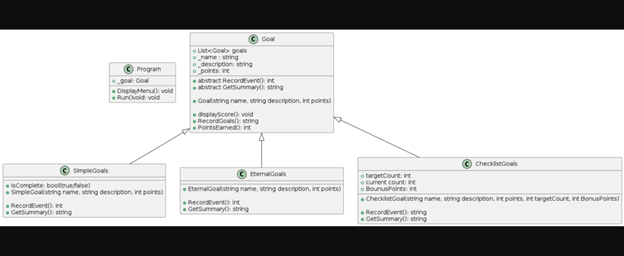 C Goal
List<Goal> goals
_name : string
_description: string
_points: int
abstract RecordEvent(): int
abstract GetSummary(): string
Goal(string name, string description, int points)
displayScore(): void
RecordGoals(): string
PointsEarned(): int
C Program
_goal: Goal
DisplayMenu(): void
Run()void: void
C SimpleGoals
IsComplete: bool(true/false)
SimpleGoal(string name, string description, int points)
RecordEvent(): int
GetSummary(): string
C EternalGoals
EternalGoal(string name, string description, int points)
RecordEvent(): int
GetSummary(): string
C ChecklistGoals
targetCount: int
current count: int
BounusPoints: int
ChecklistGoal(string name, string description, int points, int targetCount, int BonusPoints)
RecordEvent(): string
GetSummary(): string